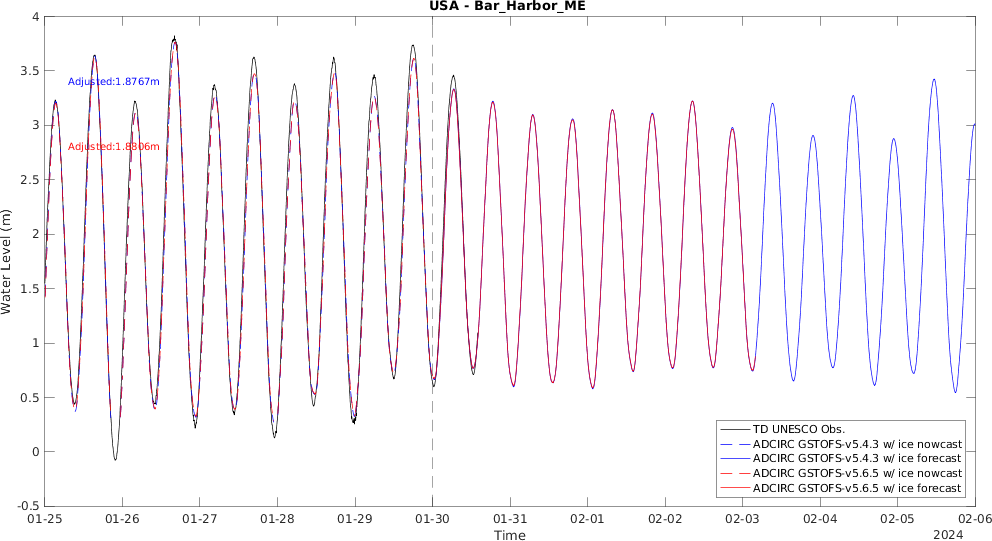 USA - Bar_Harbor_ME
4
3.5
3
2.5
2
1.5
1
0.5
0
-0.5
Water Level (m)
Adjusted:1.8767m
Adjusted:1.8806m
TD UNESCO Obs.
ADCIRC GSTOFS-v5.4.3 w/ ice nowcast
ADCIRC GSTOFS-v5.4.3 w/ ice forecast
ADCIRC GSTOFS-v5.6.5 w/ ice nowcast
ADCIRC GSTOFS-v5.6.5 w/ ice forecast
01-25 01-26 01-27 01-28 01-29 01-30 01-31 02-01 02-02 02-03 02-04 02-05 02-06
Time
2024